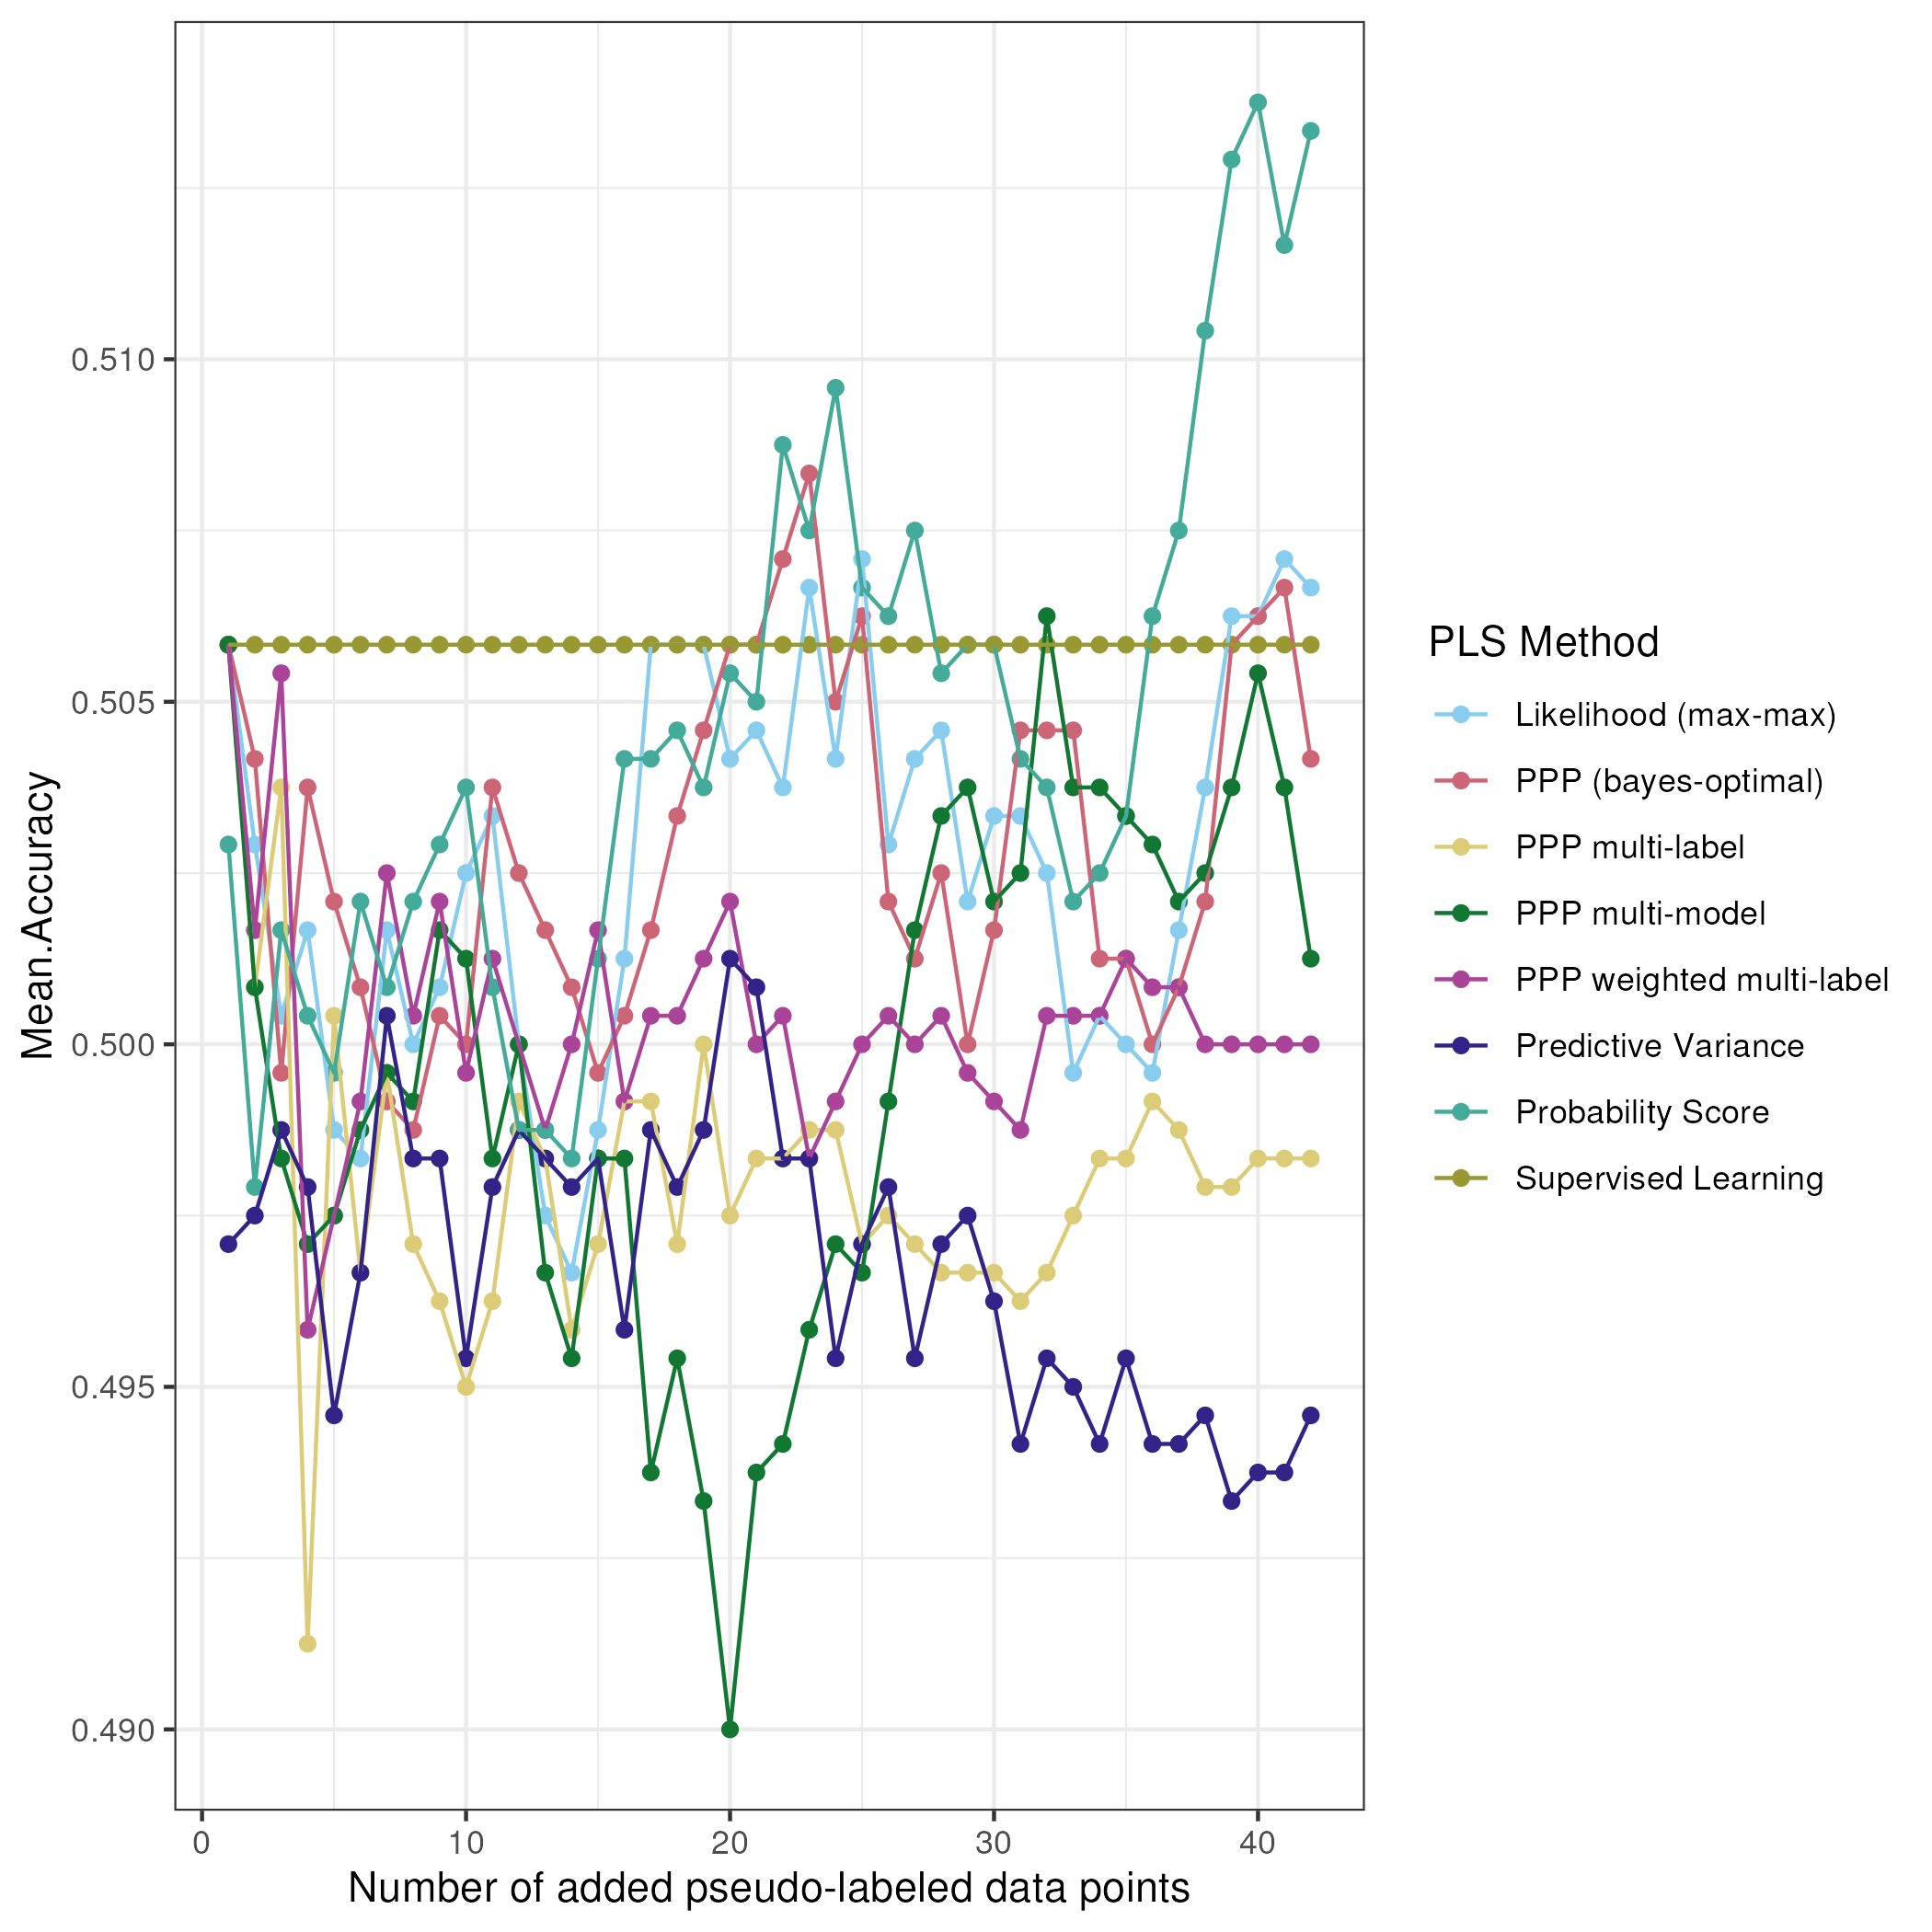 Mean.Accuracy
0.510
0.505
0.500
0.495
0.490
0
10
20
30
40
Number of added pseudo-labeled data points
PLS Method
Likelihood (max-max)
PPP (bayes-optimal)
PPP multi-label
PPP multi-model
PPP weighted multi-label
Predictive Variance
Probability Score
Supervised Learning